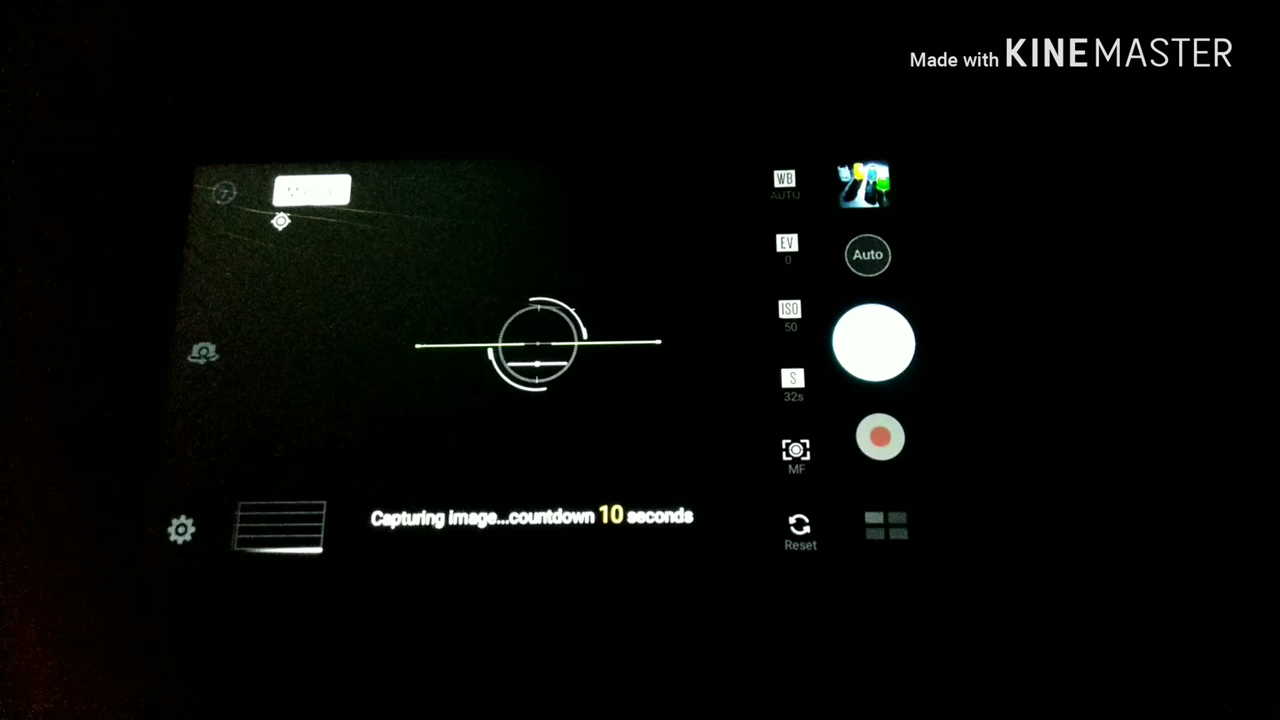 Made with KINEMASTER
WB
AUTO
EV
0
Auto
ISO
50
S
32s
MF
Capturing image...countdown 10 seconds
Reset